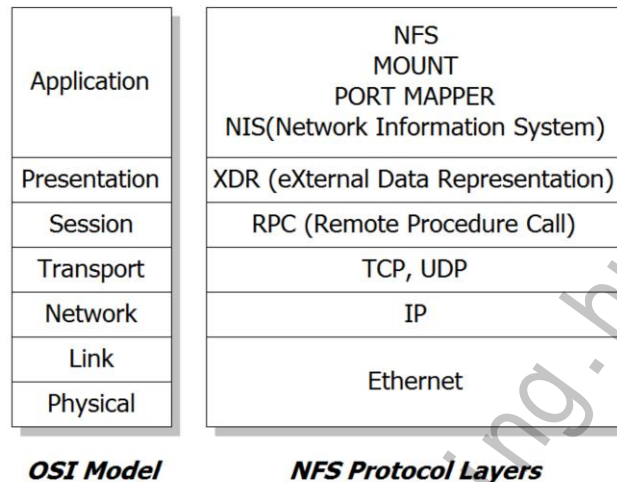 Application
Presentation
Session
Transport
Network
Link
Physical
OSI Model
NFS
MOUNT
PORT MAPPER
NIS(Network Information System)
XDR (eXternal Data Representation)
RPC (Remote Procedure Call)
TCP, UDP
IP
Ethernet
NFS Protocol Layers